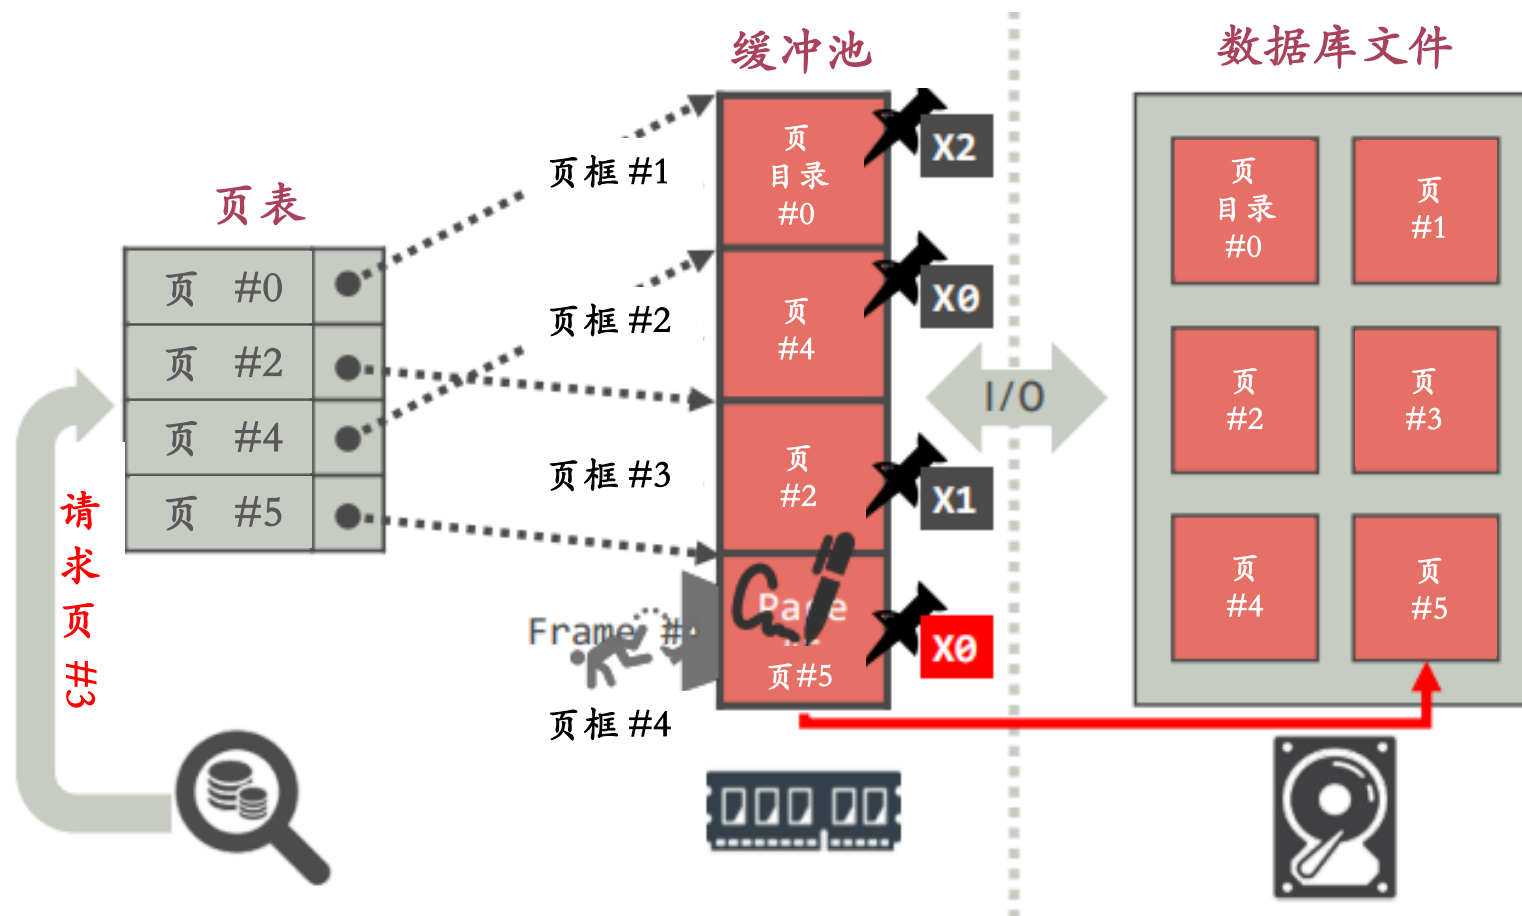 缓冲池
数据库文件
页表
页 #0
页 #2
页 #4
页 #5
请求页 #3
页框 #1
页框 #2
页框 #3
Frame #
页框 #4
页
目录
#0
X2
页
#4
X0
页
#2
X1
Page
页#5
X0
I/O
页
目录
#0
页
#1
页
#2
页
#3
页
#4
页
#5